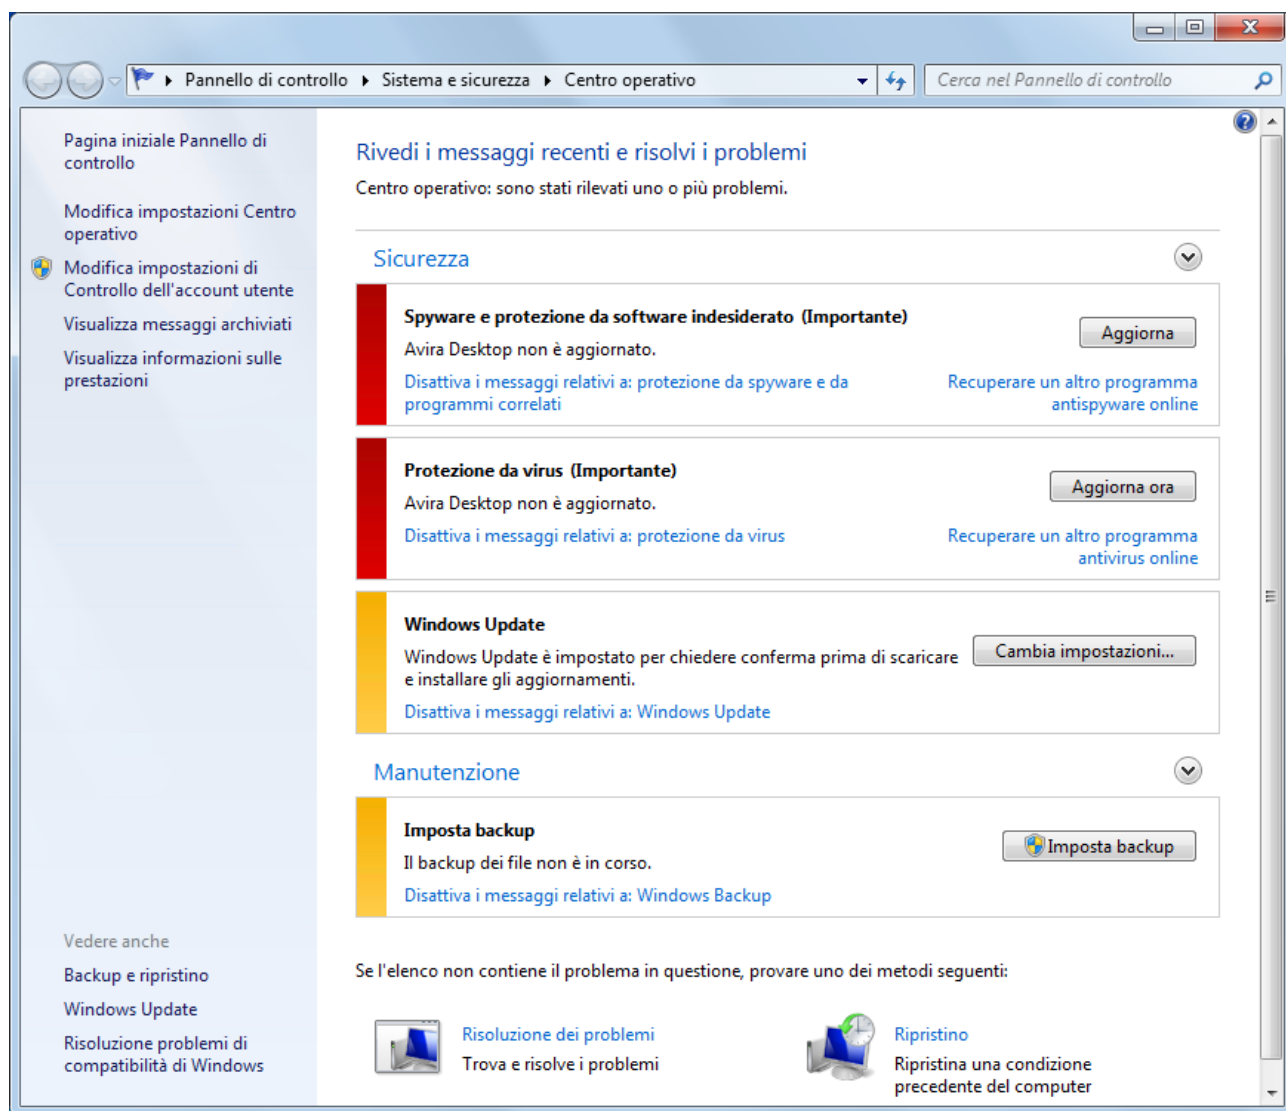 Pannello di controllo ▸ Sistema e sicurezza ▸ Centro operativo
Cerca nel Pannello di controllo
Pagina iniziale Pannello di
controllo
Modifica impostazioni Centro
operativo
Modifica impostazioni di
Controllo dell'account utente
Visualizza messaggi archiviati
Visualizza informazioni sulle
prestazioni
Vedere anche
Backup e ripristino
Windows Update
Risoluzione problemi di
compatibilità di Windows
Rivedi i messaggi recenti e risolvi i problemi
Centro operativo: sono stati rilevati uno o più problemi.
Sicurezza
Spyware e protezione da software indesiderato (Importante)
Avira Desktop non è aggiornato.
Aggiorna
Disattiva i messaggi relativi a: protezione da spyware e da
programmi correlati
Recuperare un altro programma
antispyware online
Protezione da virus (Importante)
Avira Desktop non è aggiornato.
Aggiorna ora
Disattiva i messaggi relativi a: protezione da virus
Recuperare un altro programma
antivirus online
Windows Update
Windows Update è impostato per chiedere conferma prima di scaricare
e installare gli aggiornamenti.
Cambia impostazioni...
Disattiva i messaggi relativi a: Windows Update
Manutenzione
Imposta backup
Il backup dei file non è in corso.
Imposta backup
Disattiva i messaggi relativi a: Windows Backup
Se l'elenco non contiene il problema in questione, provare uno dei metodi seguenti:
Risoluzione dei problemi
Trova e risolve i problemi
Ripristino
Ripristina una condizione
precedente del computer